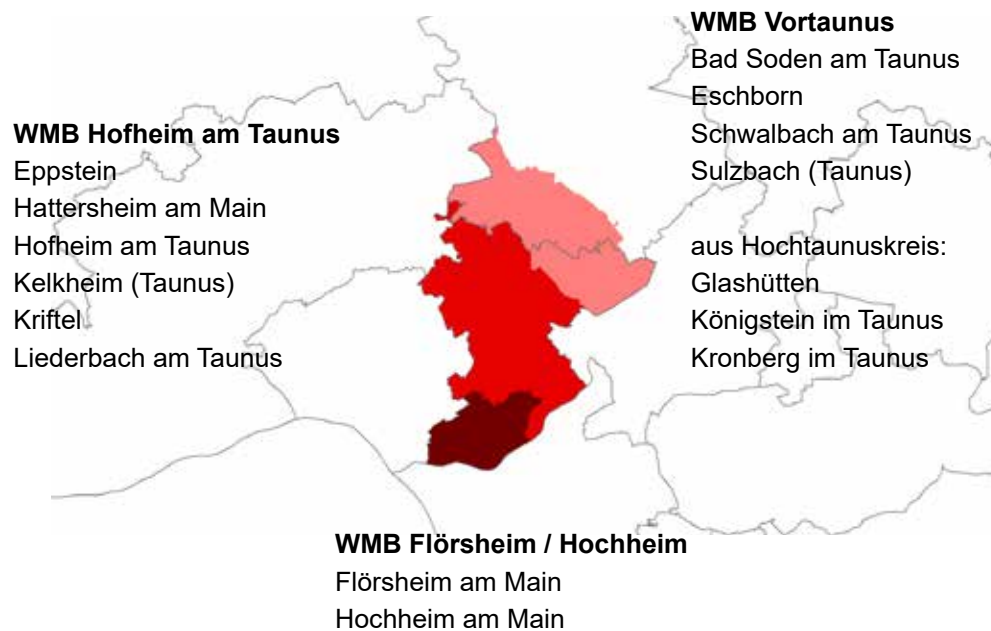 WMB Vortaunus
Bad Soden am Taunus
Eschborn
Schwalbach am Taunus
Sulzbach (Taunus)
aus Hochtaunuskreis:
Glashütten
Königstein im Taunus
Kronberg im Taunus
WMB Hofheim am Taunus
Eppstein
Hattersheim am Main
Hofheim am Taunus
Kelkheim (Taunus)
Kriftel
Liederbach am Taunus
WMB Flörsheim / Hochheim
Flörsheim am Main
Hochheim am Main